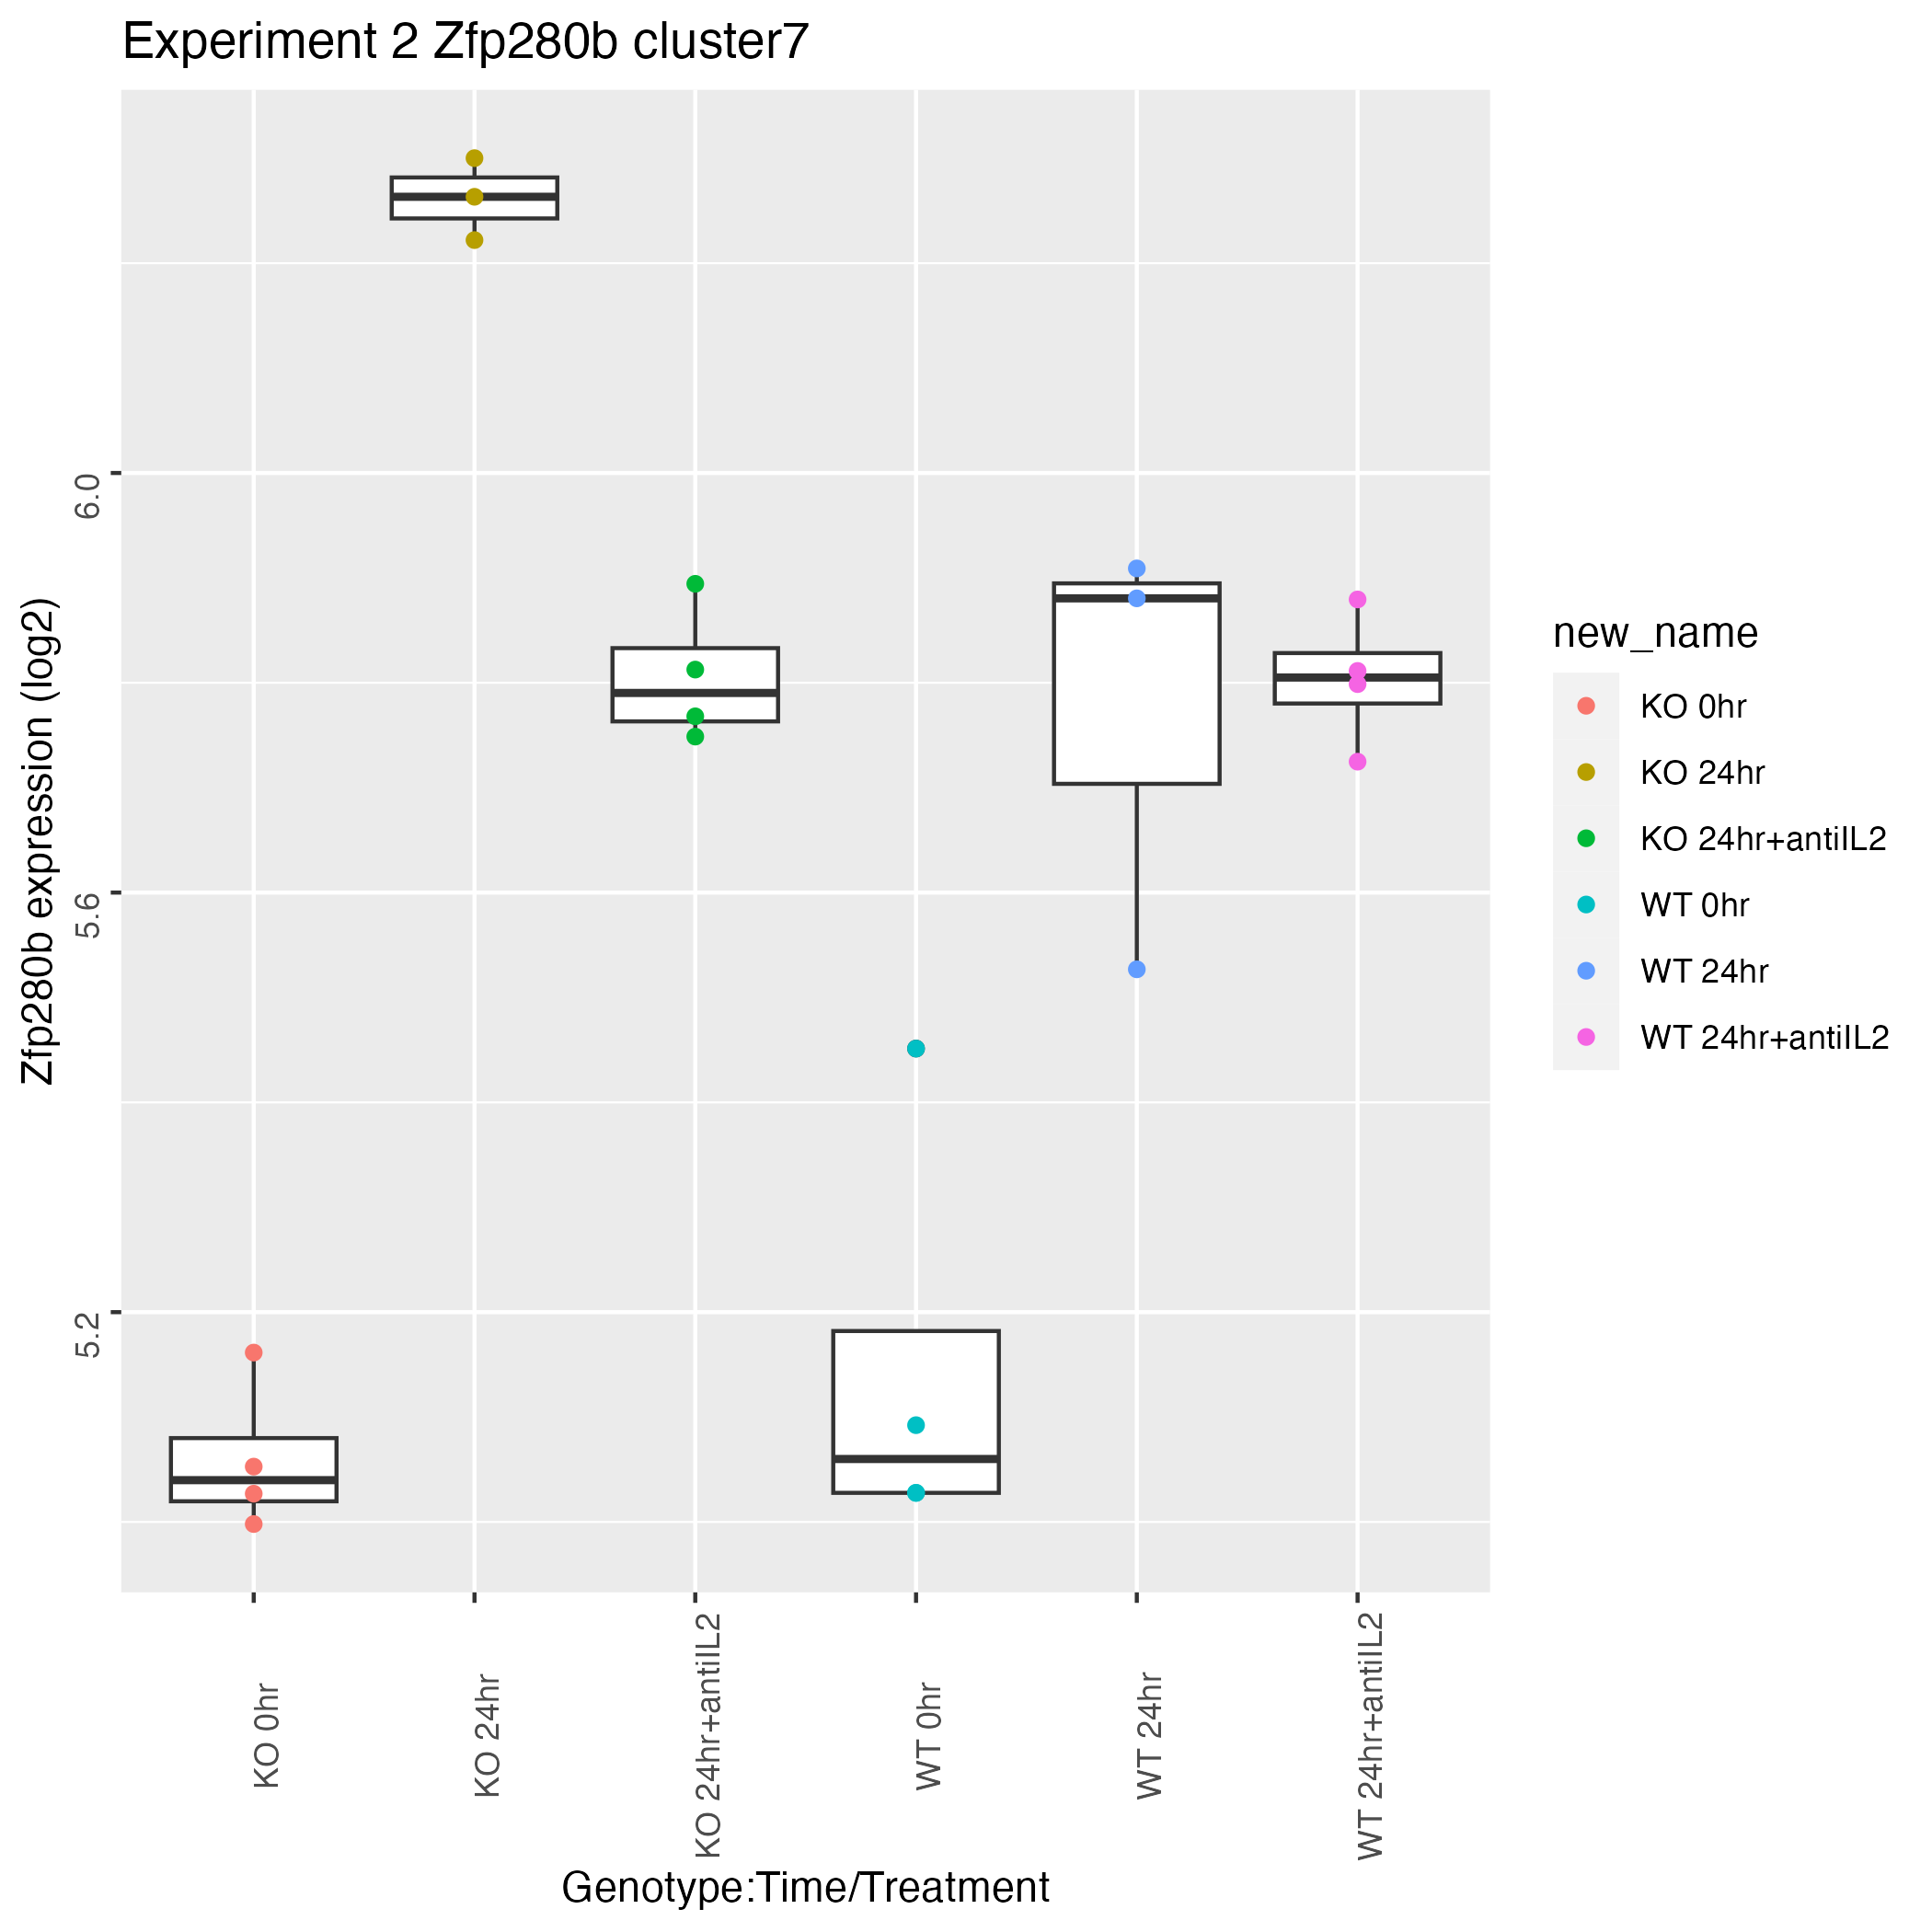 Experiment 2 Zfp280b cluster7
Zfp280b expression (log2)
6.0
5.6
5.2
KO 0hr
KO 24hr
KO 24hr+antiIL2
WT 0hr
WT 24hr
WT 24hr+antiIL2
Genotype:Time/Treatment
new_name
KO 0hr
KO 24hr
KO 24hr+antiIL2
WT 0hr
WT 24hr
WT 24hr+antiIL2